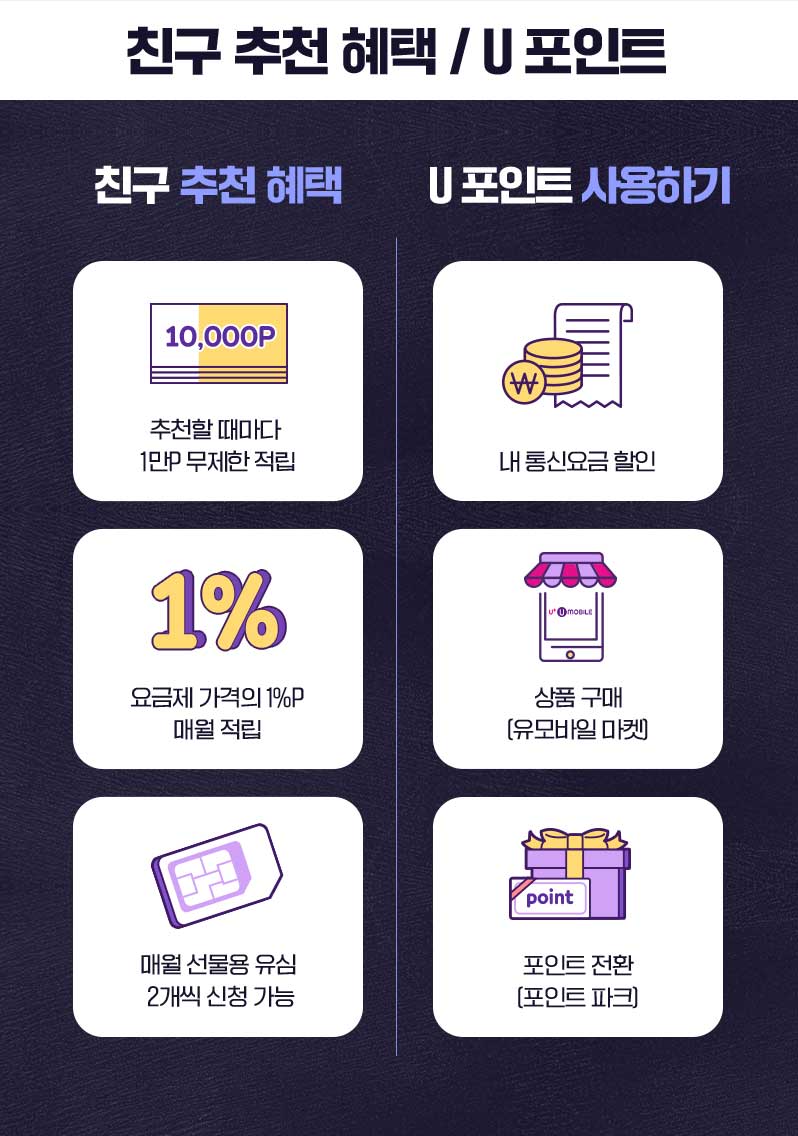 친구 추천 혜택 / U 포인트
친구 추천 혜택
10,000P
추천할 때마다
1만P 무제한 적립
1%
요금제 가격의 1%P
매월 적립
매월 선물용 유심
2개씩 신청 가능
U 포인트 사용하기
₩
내 통신요금 할인
U+ U MOBILE
상품 구매
(유모바일 마켓)
point
포인트 전환
(포인트 파크)